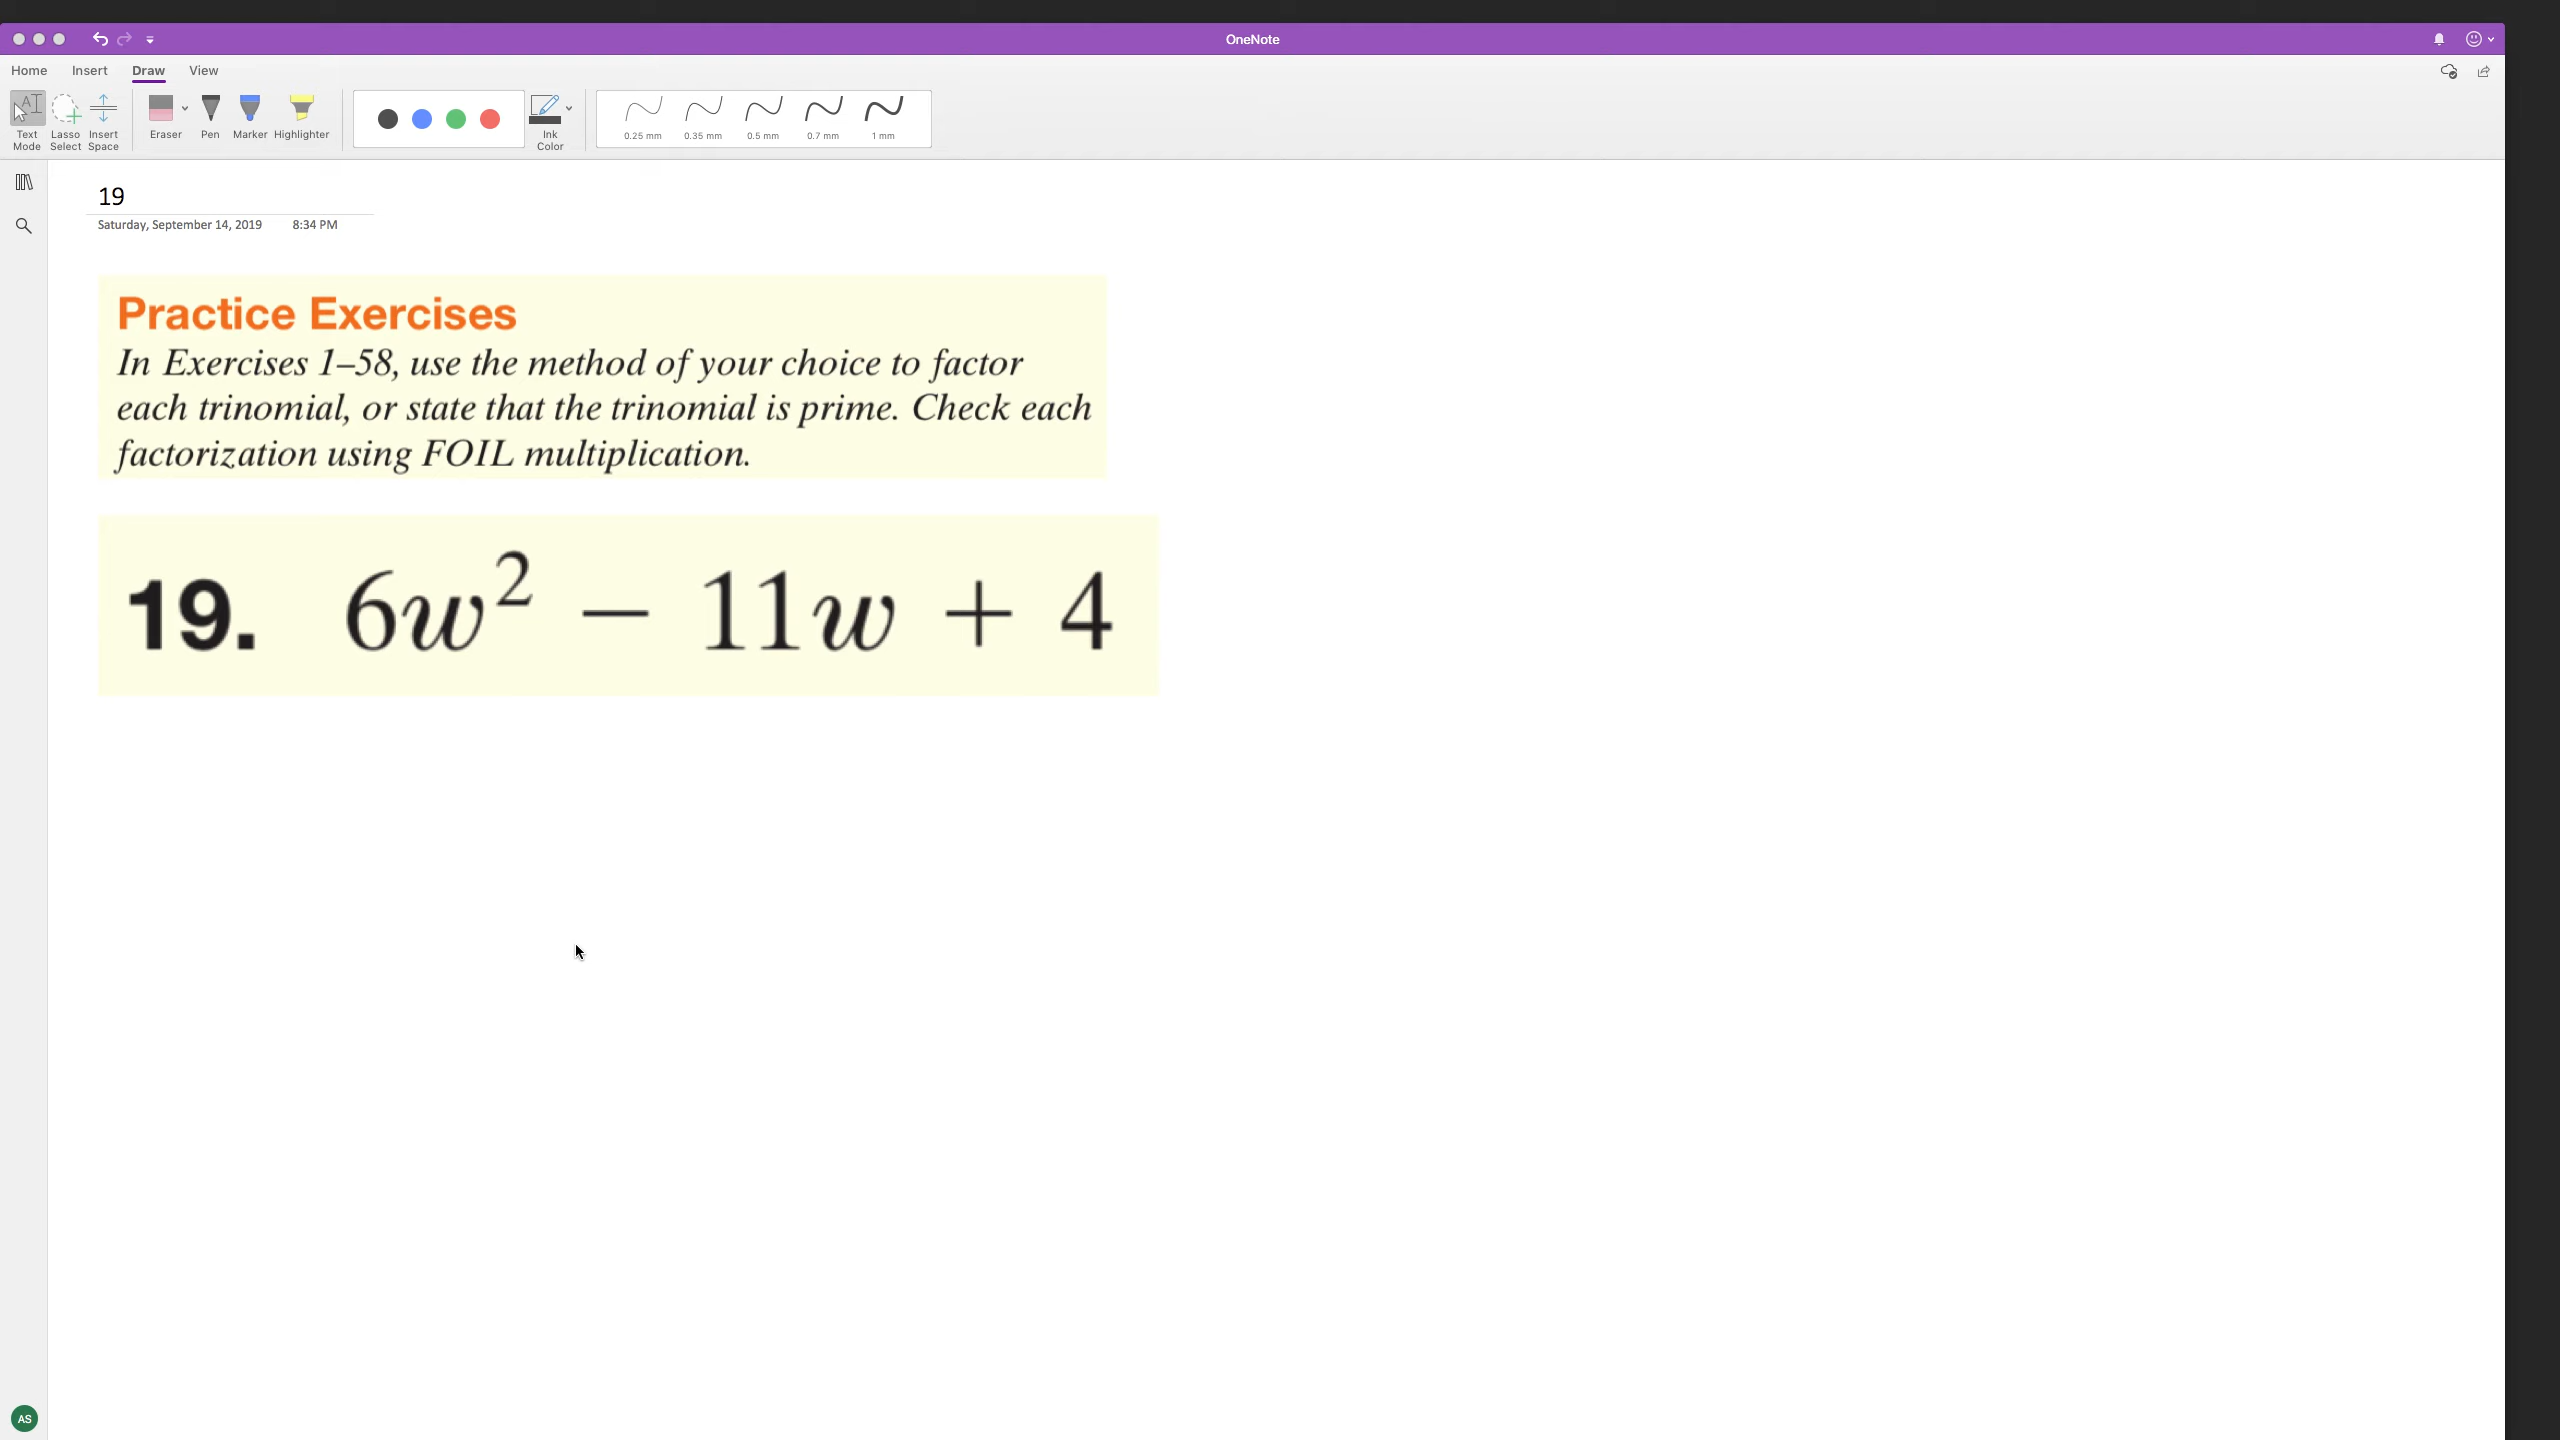 OneNote
Home Insert Draw View
Text Mode Lasso Select Insert Space Eraser Pen Marker Highlighter Ink Color 0.25 mm 0.35 mm 0.5 mm 0.7 mm 1 mm
19
Saturday, September 14, 2019 8:34 PM
Practice Exercises
In Exercises 1–58, use the method of your choice to factor
each trinomial, or state that the trinomial is prime. Check each
factorization using FOIL multiplication.
19. 6w² − 11w + 4
AS